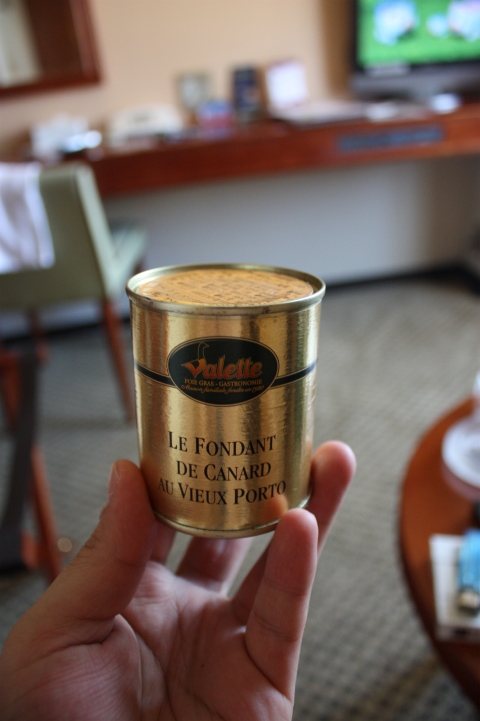 Valette
FOIE GRAS - GASTRONOMIE
LE FONDANT
DE CANARD
AU VIEUX PORTO